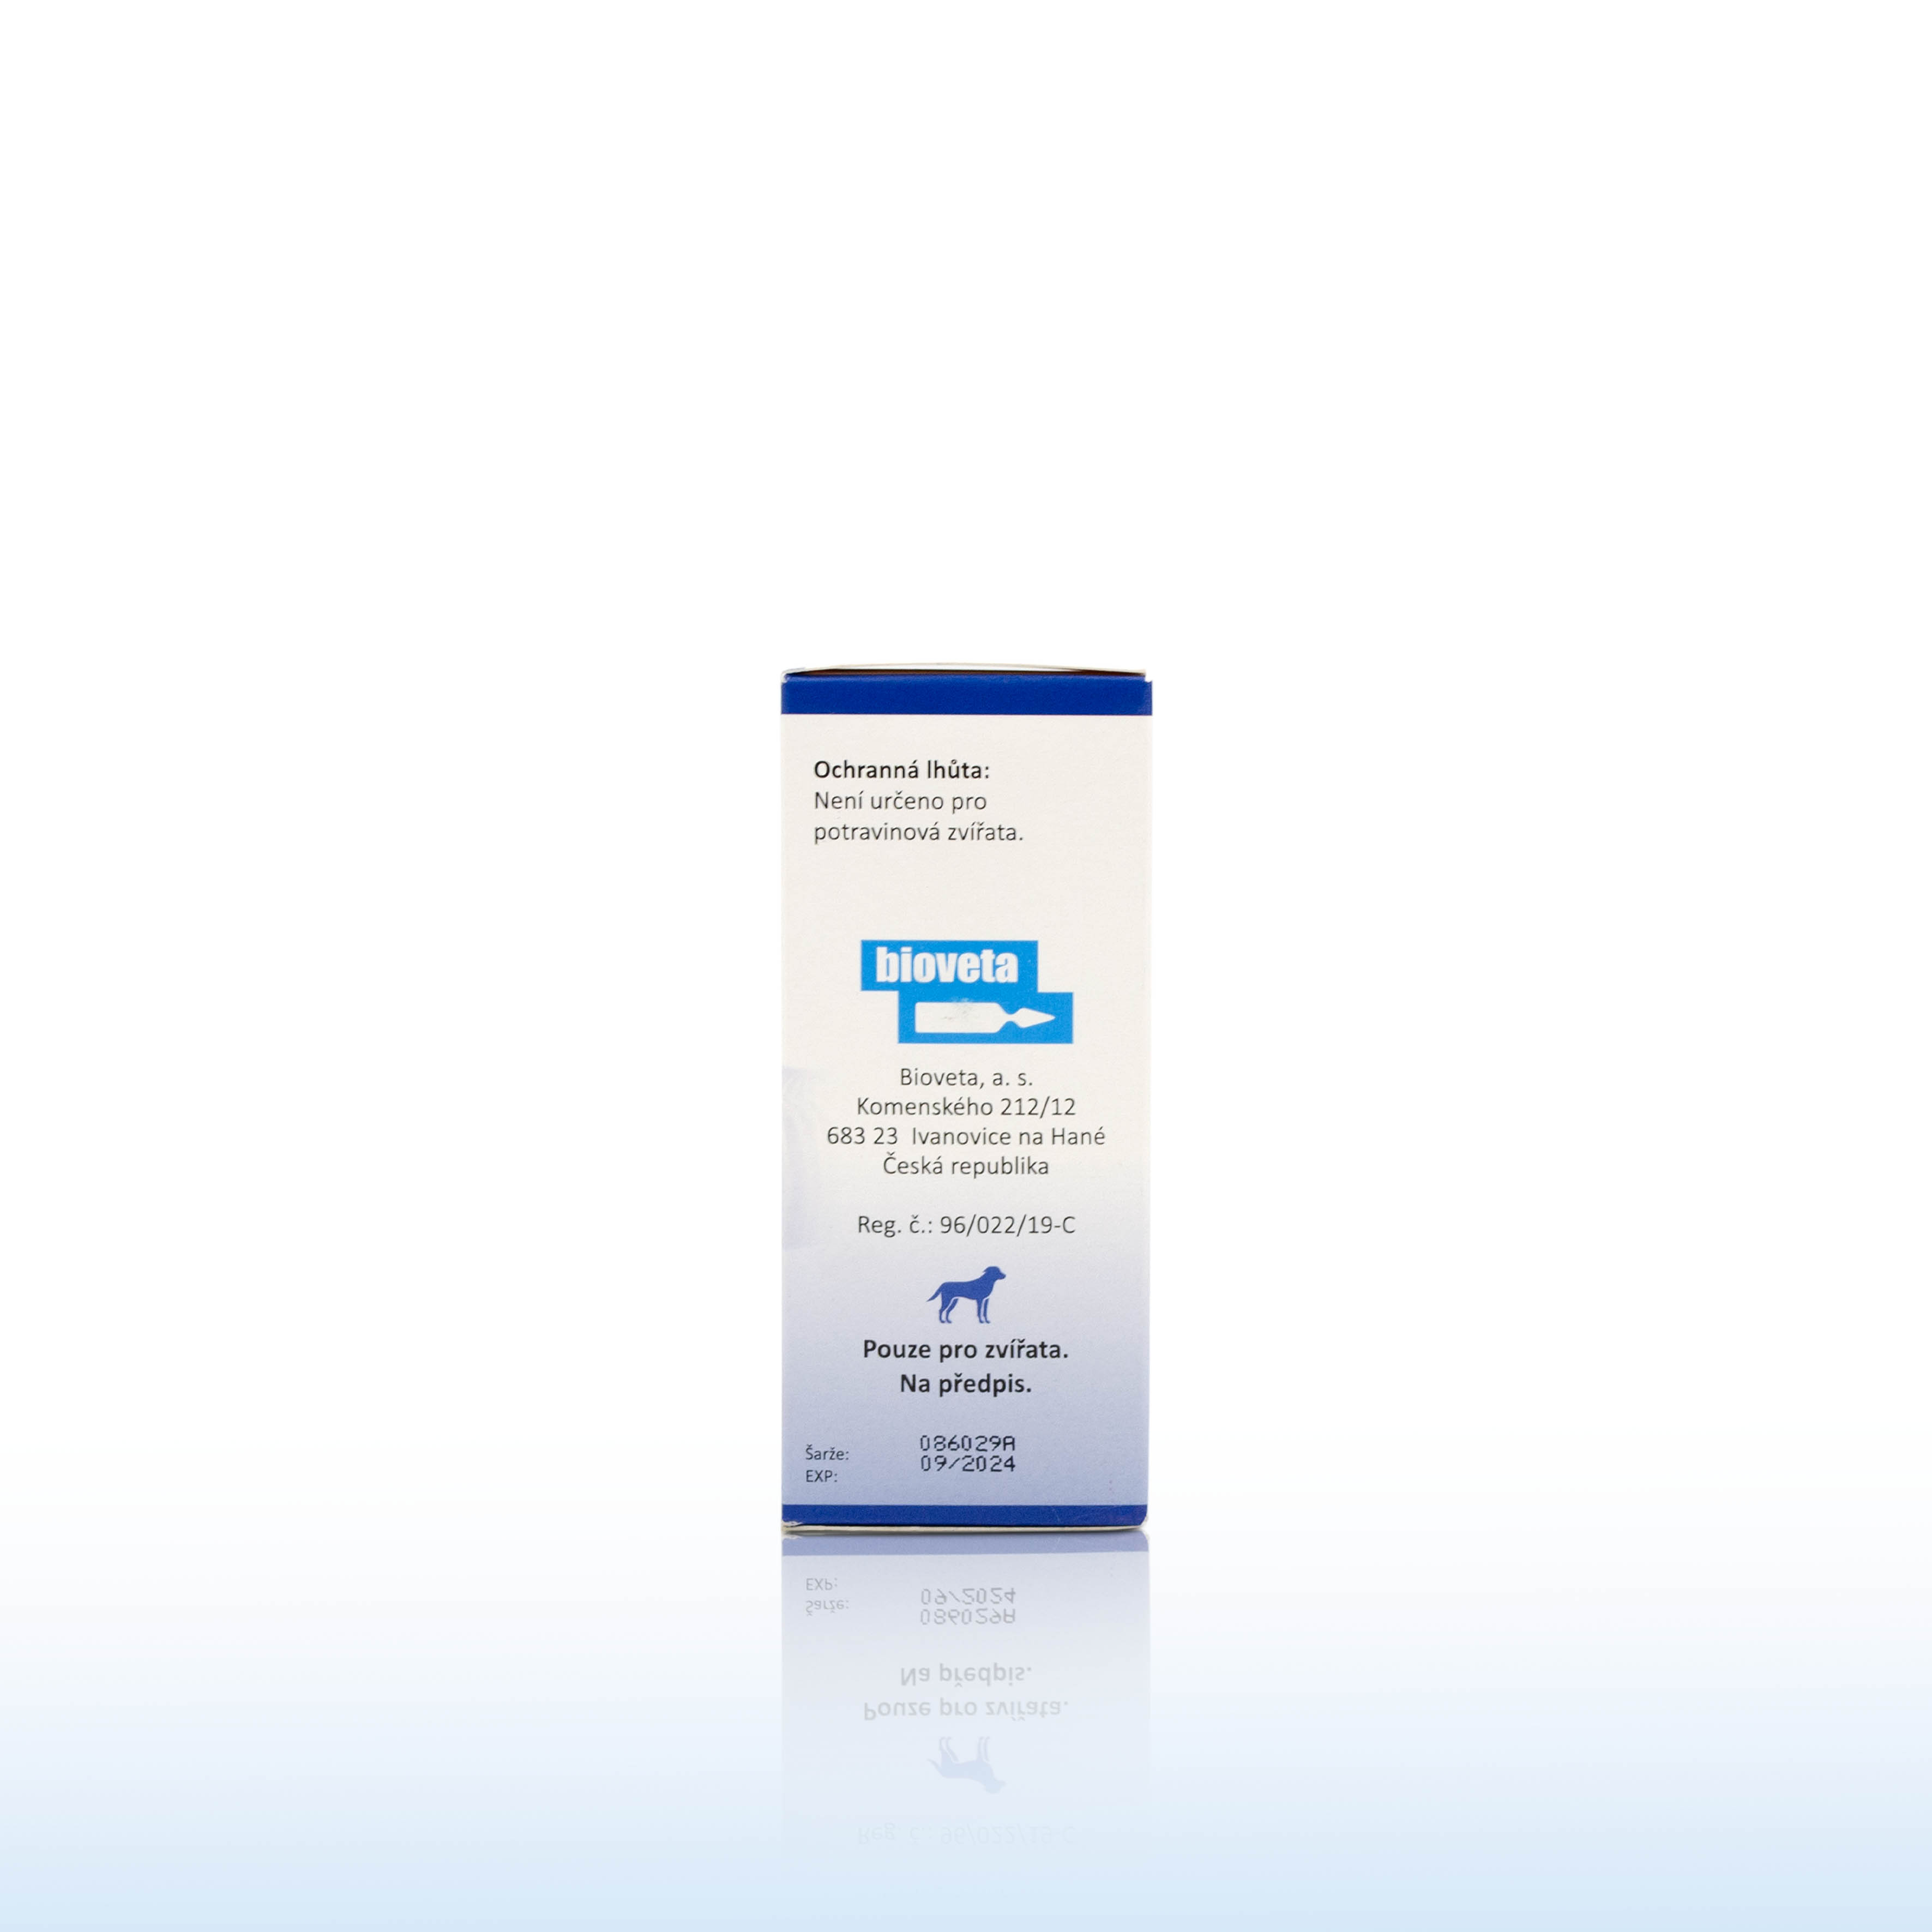 Ochranná lhůta:
Není určeno pro
potravinová zvířata.
bioveta
Bioveta, a. s.
Komenského 212/12
683 23 Ivanovice na Hané
Česká republika
Reg. č.: 96/022/19-C
Pouze pro zvířata.
Na předpis.
Šarže: 086029A
EXP: 09/2024